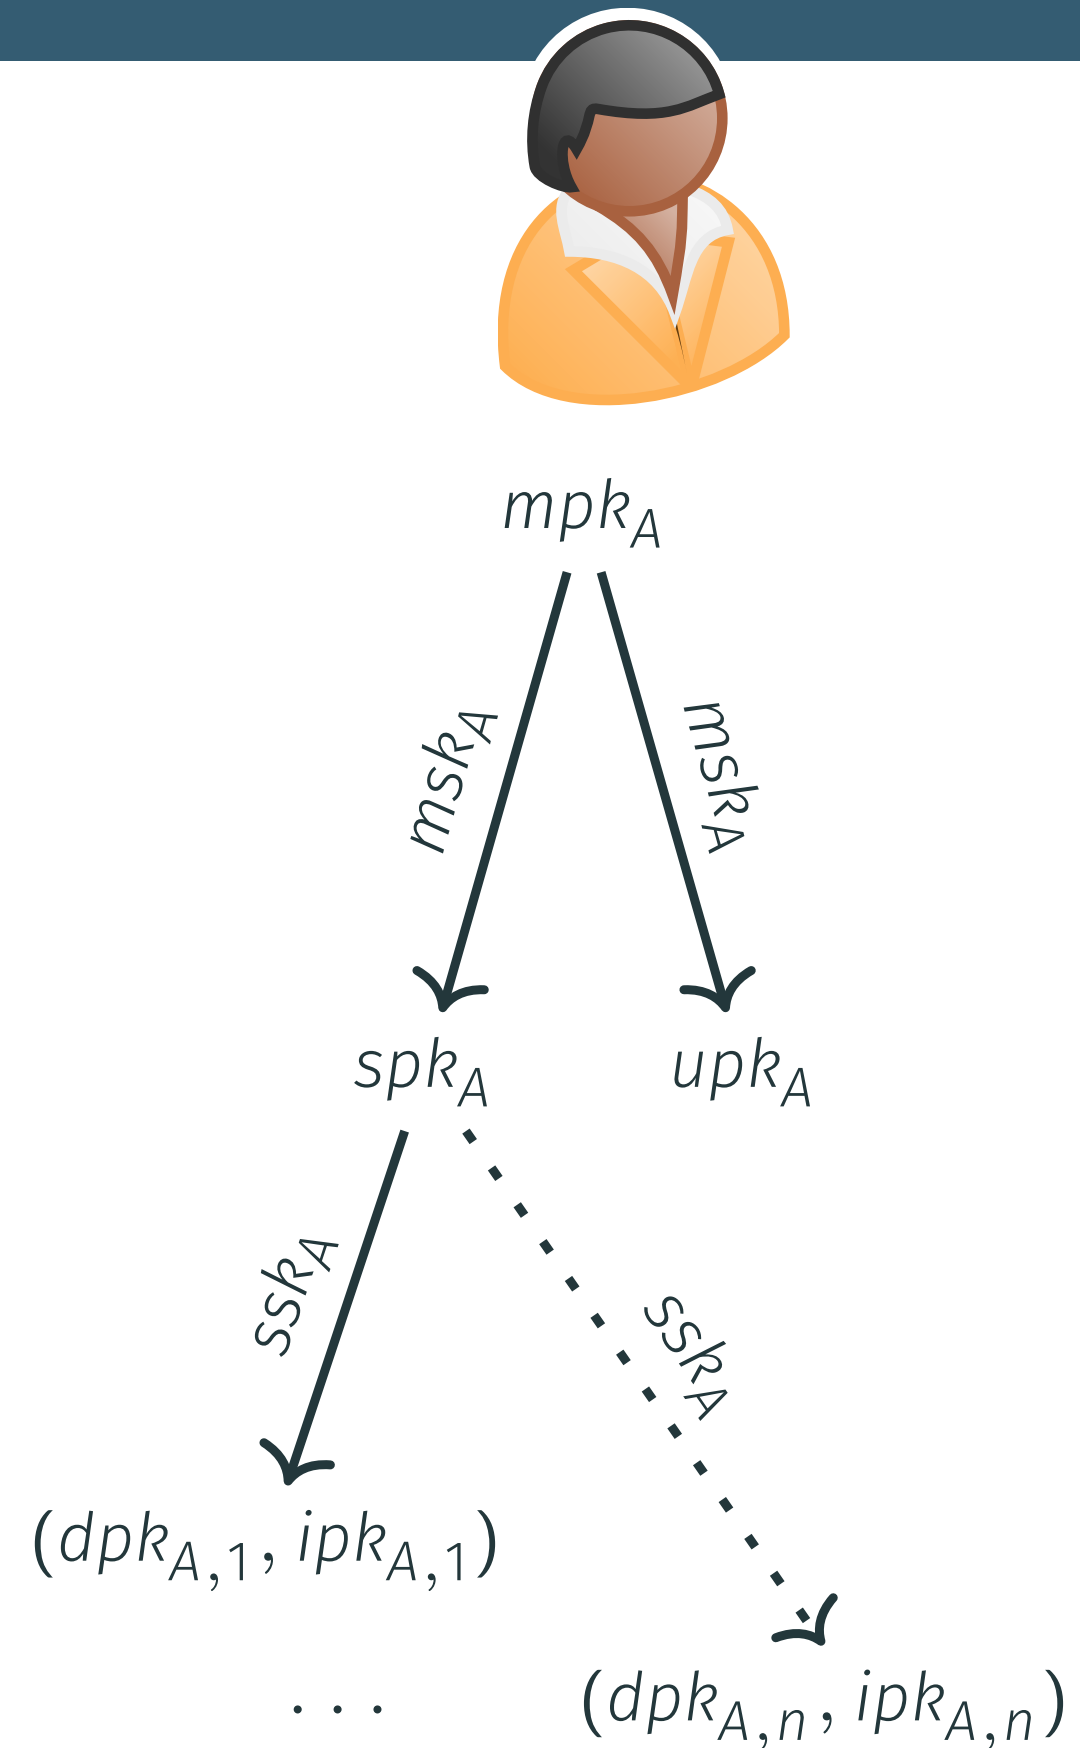 mpk_A
msk_A msk_A
spk_A upk_A
ssk_A ssk_A
(dpk_{A,1}, ipk_{A,1})
... (dpk_{A,n}, ipk_{A,n})